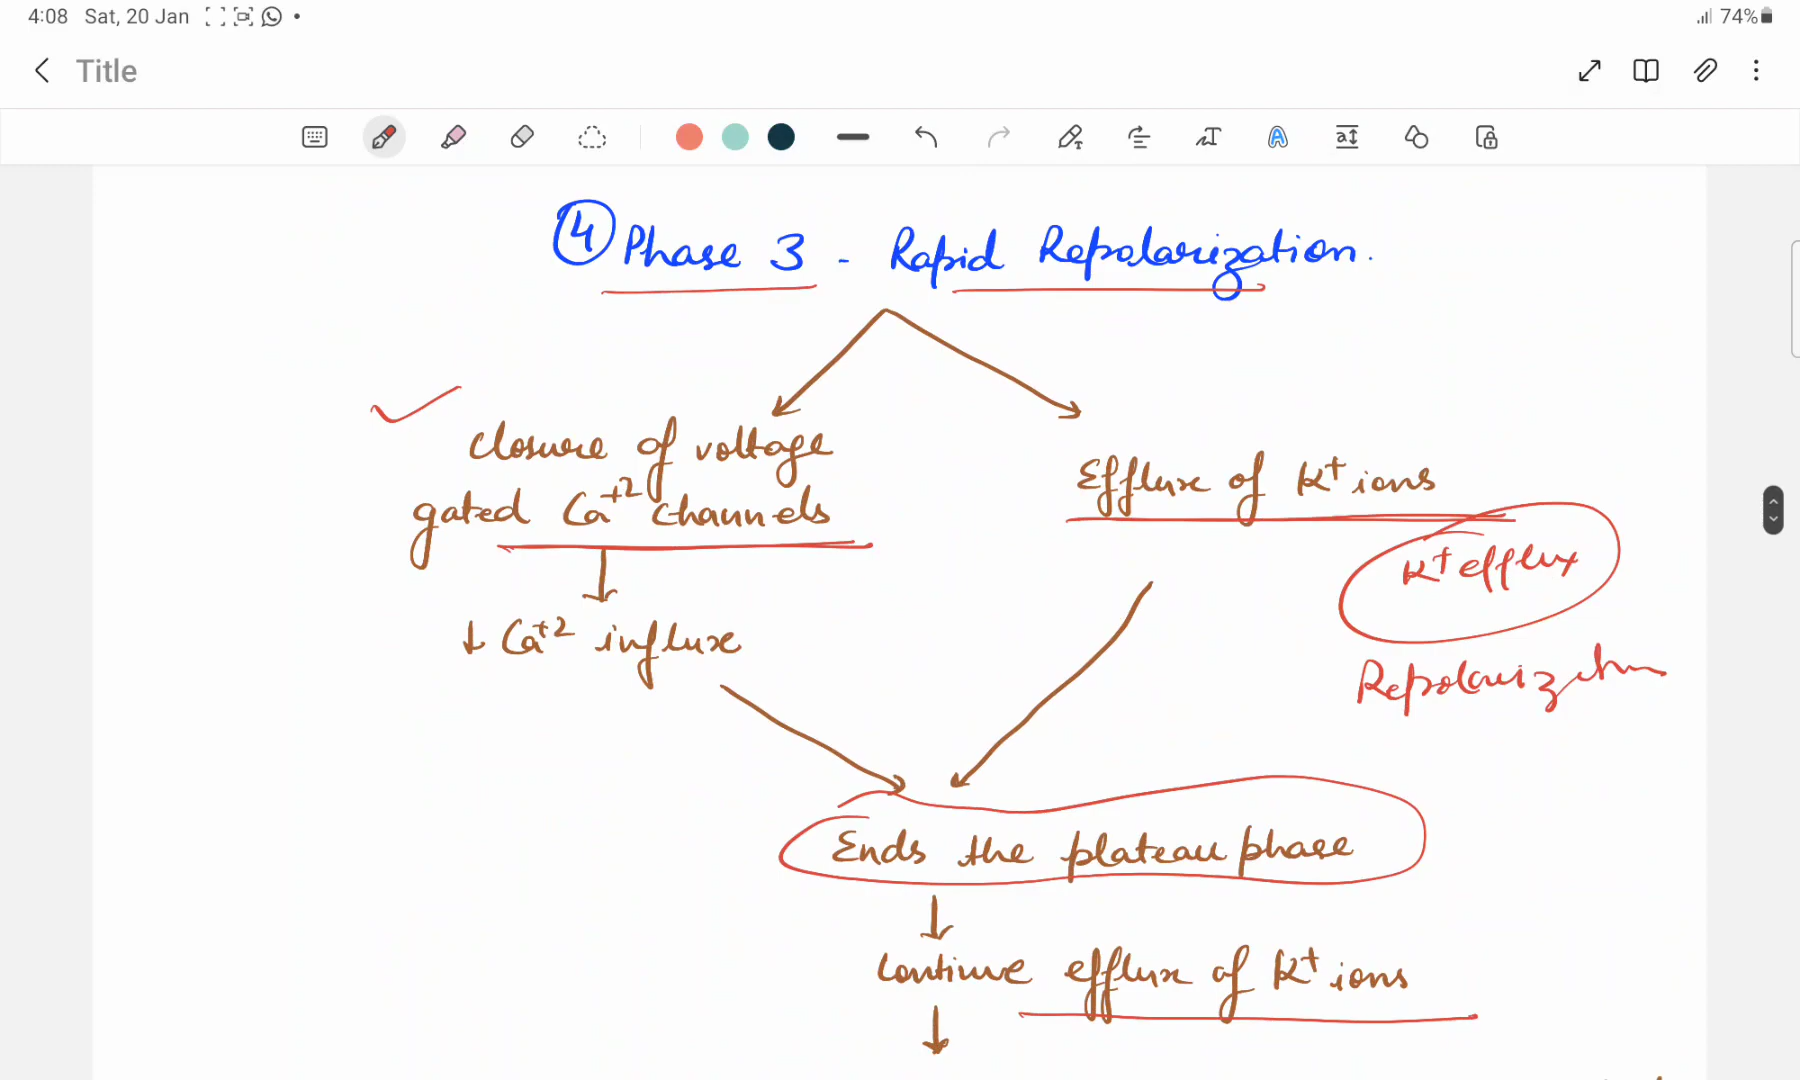 4:08 Sat, 20 Jan 74%
Title
④ Phase 3 - Rapid Repolarization.
Closure of voltage
gated Ca+2 channels
↓ Ca+2 influx
Efflux of K+ ions
K+ efflux
Repolarization
Ends the plateau phase
Continue efflux of K+ ions